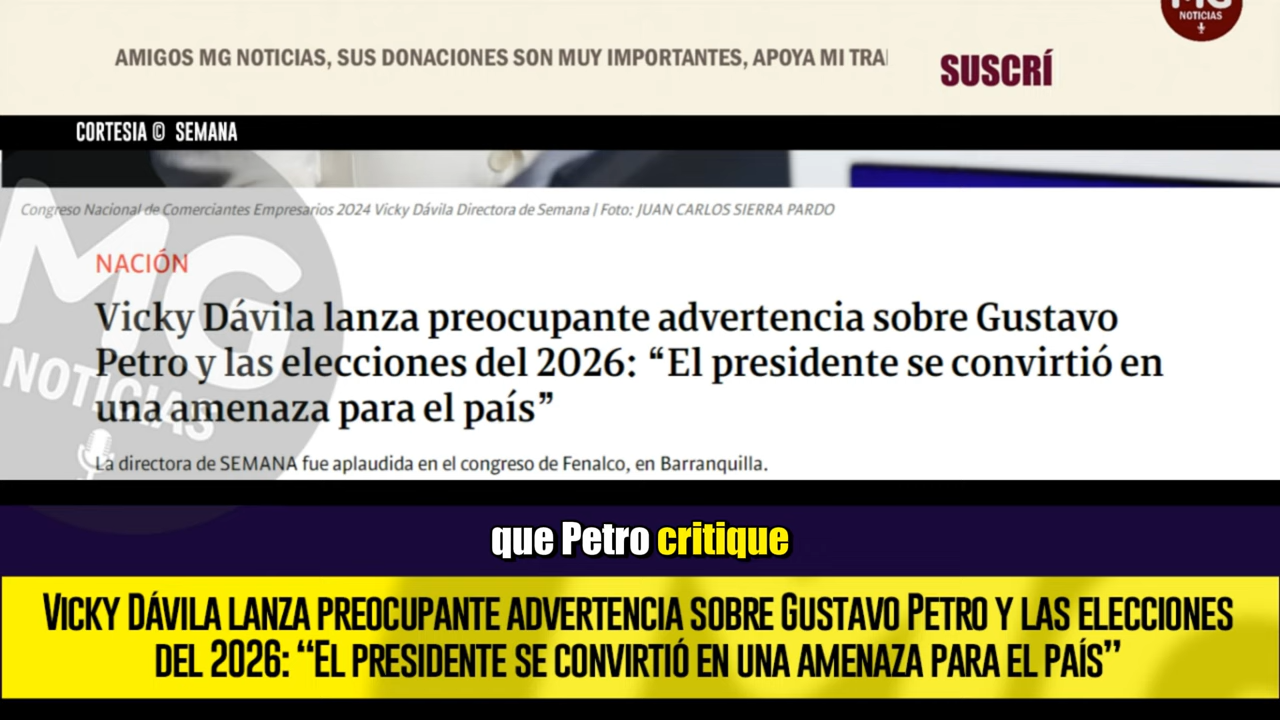 MG
NOTICIAS
AMIGOS MG NOTICIAS, SUS DONACIONES SON MUY IMPORTANTES, APOYA MI
SUSCRÍ
CORTESIA © SEMANA
Congreso Nacional de Comerciantes Empresarios 2024 Vicky Dávila Directora de Semana | Foto: JUAN CARLOS SIERRA PARDO
NACIÓN
Vicky Dávila lanza preocupante advertencia sobre Gustavo
Petro y las elecciones del 2026: “El presidente se convirtió en
una amenaza para el país”
La directora de SEMANA fue aplaudida en el congreso de Fenalco, en Barranquilla.
MG
NOTICIAS
que Petro critique
VICKY DÁVILA LANZA PREOCUPANTE ADVERTENCIA SOBRE GUSTAVO PETRO Y LAS ELECCIONES
DEL 2026: “EL PRESIDENTE SE CONVIRTIÓ EN UNA AMENAZA PARA EL PAÍS”